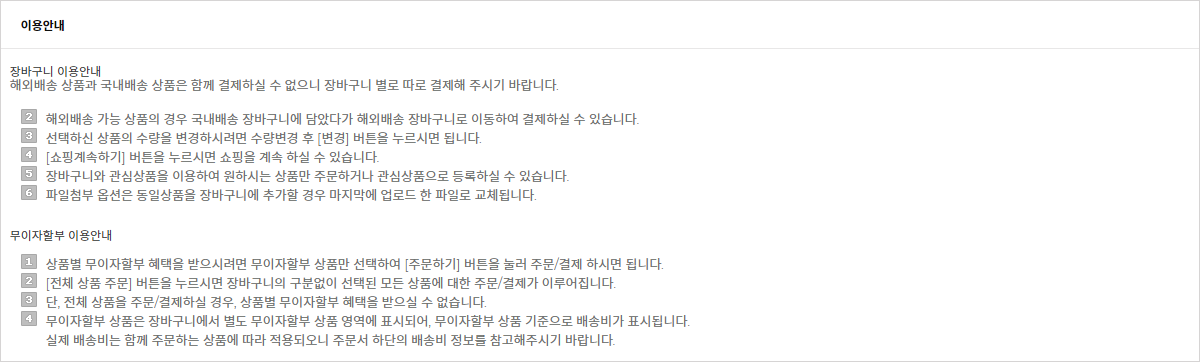 이용안내
장바구니 이용안내
해외배송 상품과 국내배송 상품은 함께 결제하실 수 없으니 장바구니 별로 따로 결제해 주시기 바랍니다.
2 해외배송 가능 상품의 경우 국내배송 장바구니에 담았다가 해외배송 장바구니로 이동하여 결제하실 수 있습니다.
3 선택하신 상품의 수량을 변경하시려면 수량변경 후 [변경] 버튼을 누르시면 됩니다.
4 [쇼핑계속하기] 버튼을 누르시면 쇼핑을 계속 하실 수 있습니다.
5 장바구니와 관심상품을 이용하여 원하시는 상품만 주문하거나 관심상품으로 등록하실 수 있습니다.
6 파일첨부 옵션은 동일상품을 장바구니에 추가할 경우 마지막에 업로드 한 파일로 교체됩니다.
무이자할부 이용안내
1 상품별 무이자할부 혜택을 받으시려면 무이자할부 상품만 선택하여 [주문하기] 버튼을 눌러 주문/결제 하시면 됩니다.
2 [전체 상품 주문] 버튼을 누르시면 장바구니의 구분없이 선택된 모든 상품에 대한 주문/결제가 이루어집니다.
3 단, 전체 상품을 주문/결제하실 경우, 상품별 무이자할부 혜택을 받으실 수 없습니다.
4 무이자할부 상품은 장바구니에서 별도 무이자할부 상품 영역에 표시되어, 무이자할부 상품 기준으로 배송비가 표시됩니다.
실제 배송비는 함께 주문하는 상품에 따라 적용되오니 주문서 하단의 배송비 정보를 참고해주시기 바랍니다.